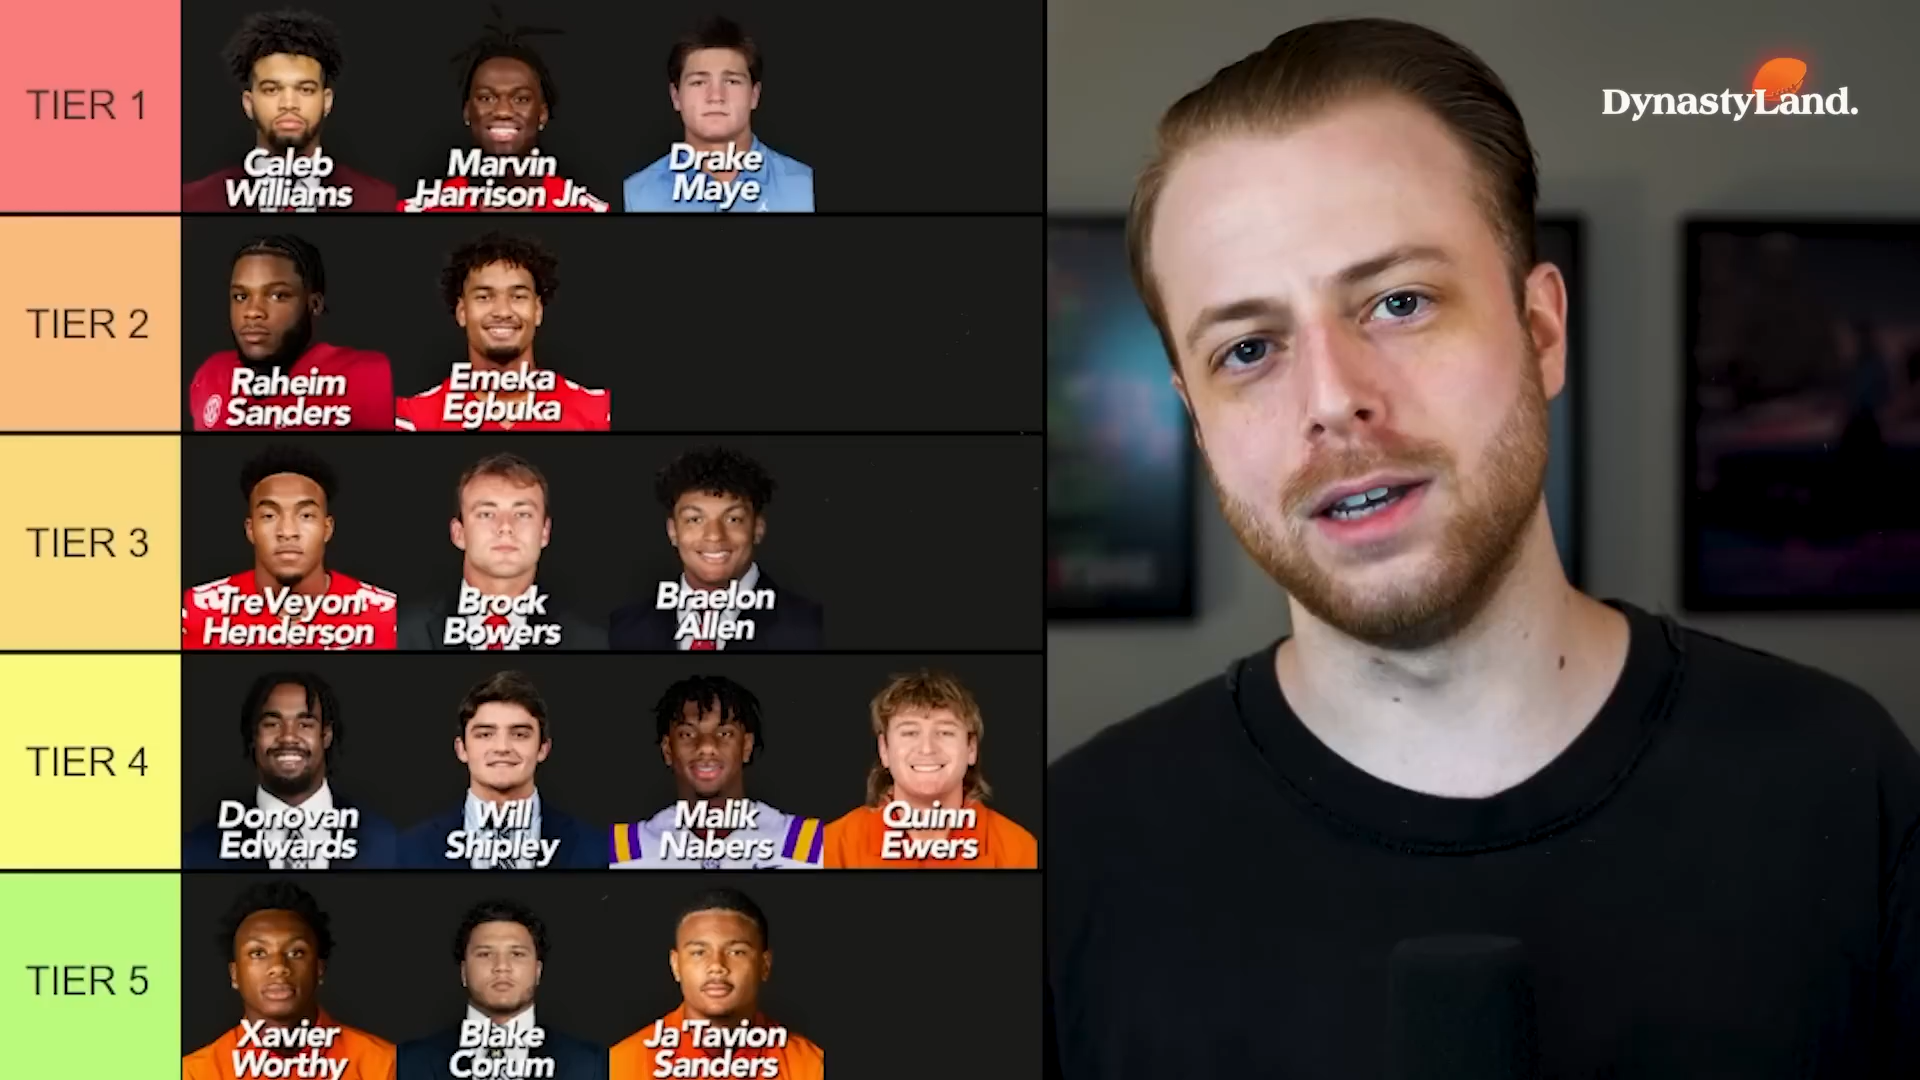 TIER 1
Caleb
Williams
Marvin
Harrison Jr.
Drake
Maye
TIER 2
Raheim
Sanders
Emeka
Egbuka
TIER 3
TreVeyon
Henderson
Brock
Bowers
Braelon
Allen
TIER 4
Donovan
Edwards
Will
Shipley
Malik
Nabers
Quinn
Ewers
TIER 5
Xavier
Worthy
Blake
Corum
Ja'Tavion
Sanders
DynastyLand.